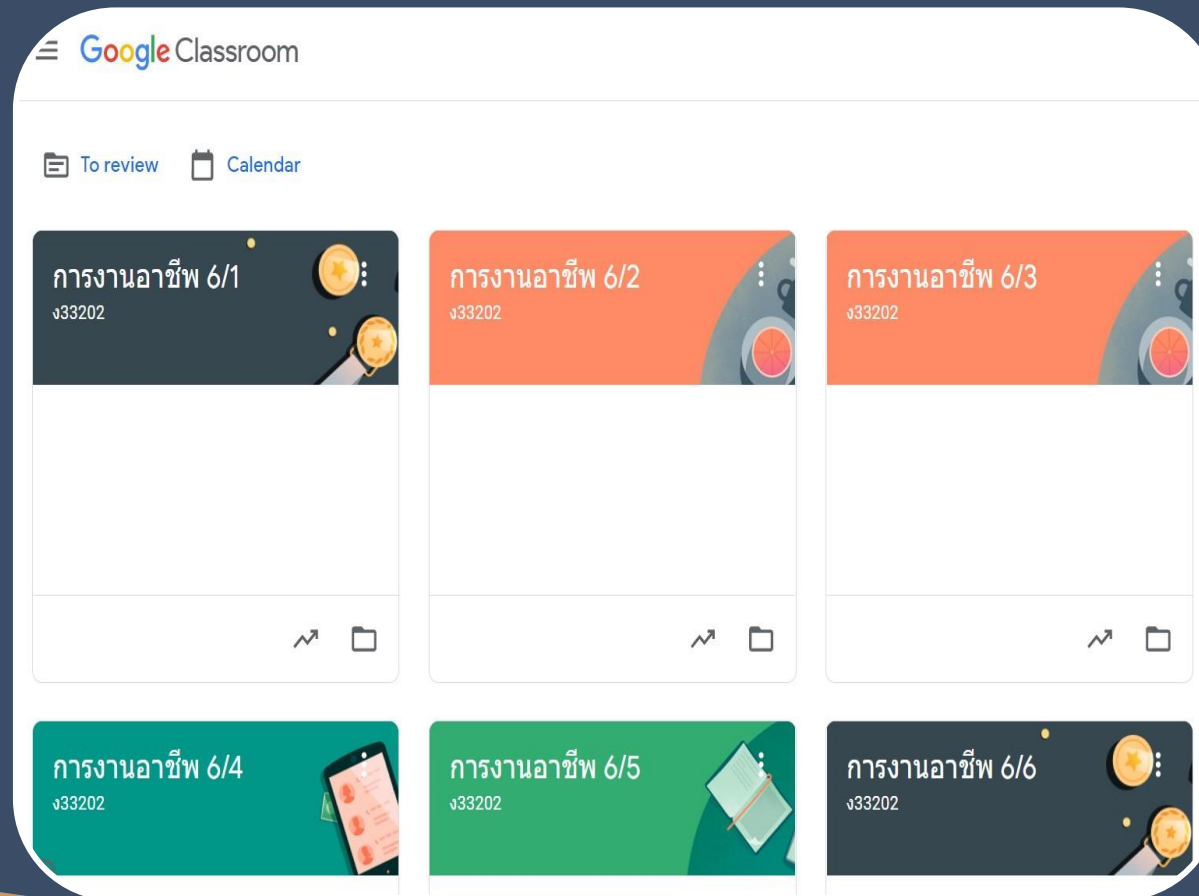 Google Classroom
To review Calendar
การงานอาชีพ 6/1
ง33202
การงานอาชีพ 6/2
ง33202
การงานอาชีพ 6/3
ง33202
การงานอาชีพ 6/4
ง33202
การงานอาชีพ 6/5
ง33202
การงานอาชีพ 6/6
ง33202